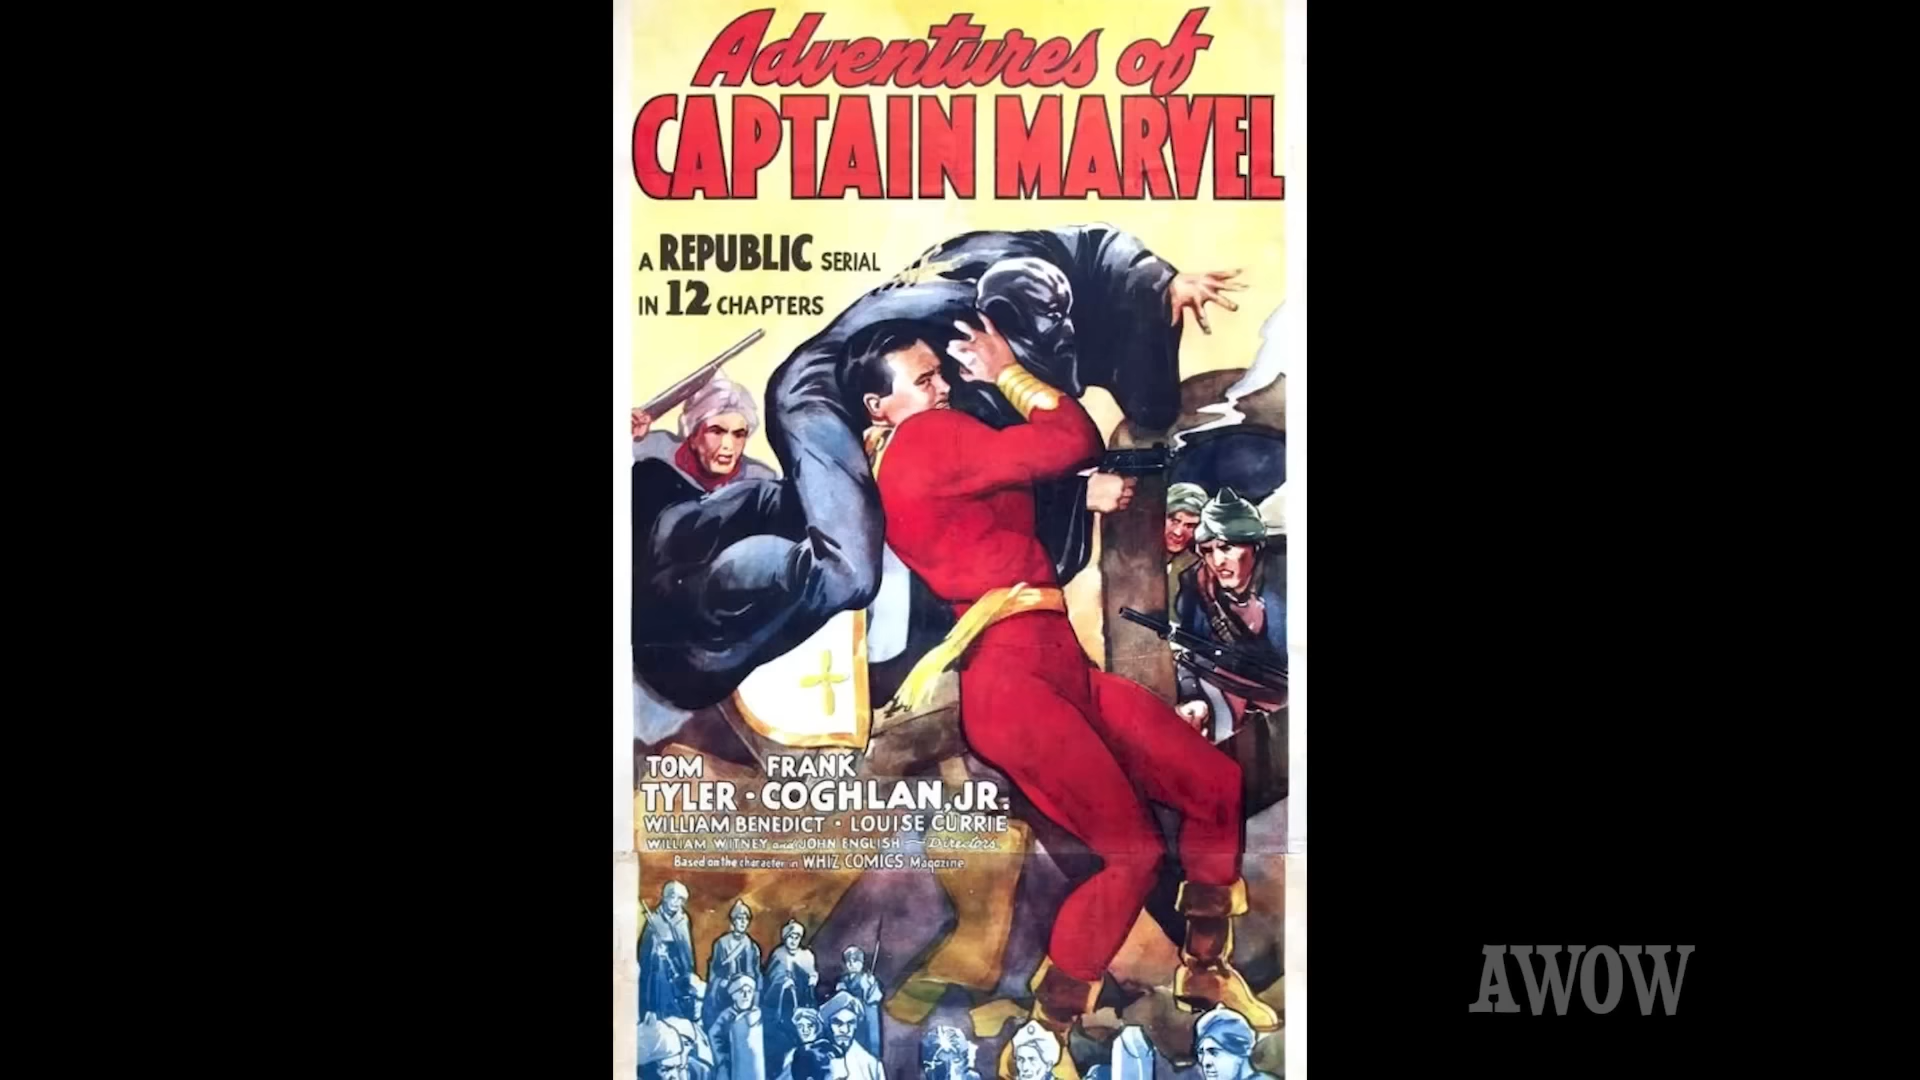 Adventures of
CAPTAIN MARVEL
A REPUBLIC SERIAL
IN 12 CHAPTERS
TOM FRANK
TYLER · COGHLAN, JR.
WILLIAM BENEDICT · LOUISE CURRIE
WILLIAM WITNEY and JOHN ENGLISH — Directors
Based on the character in WHIZ COMICS Magazine
AWOW